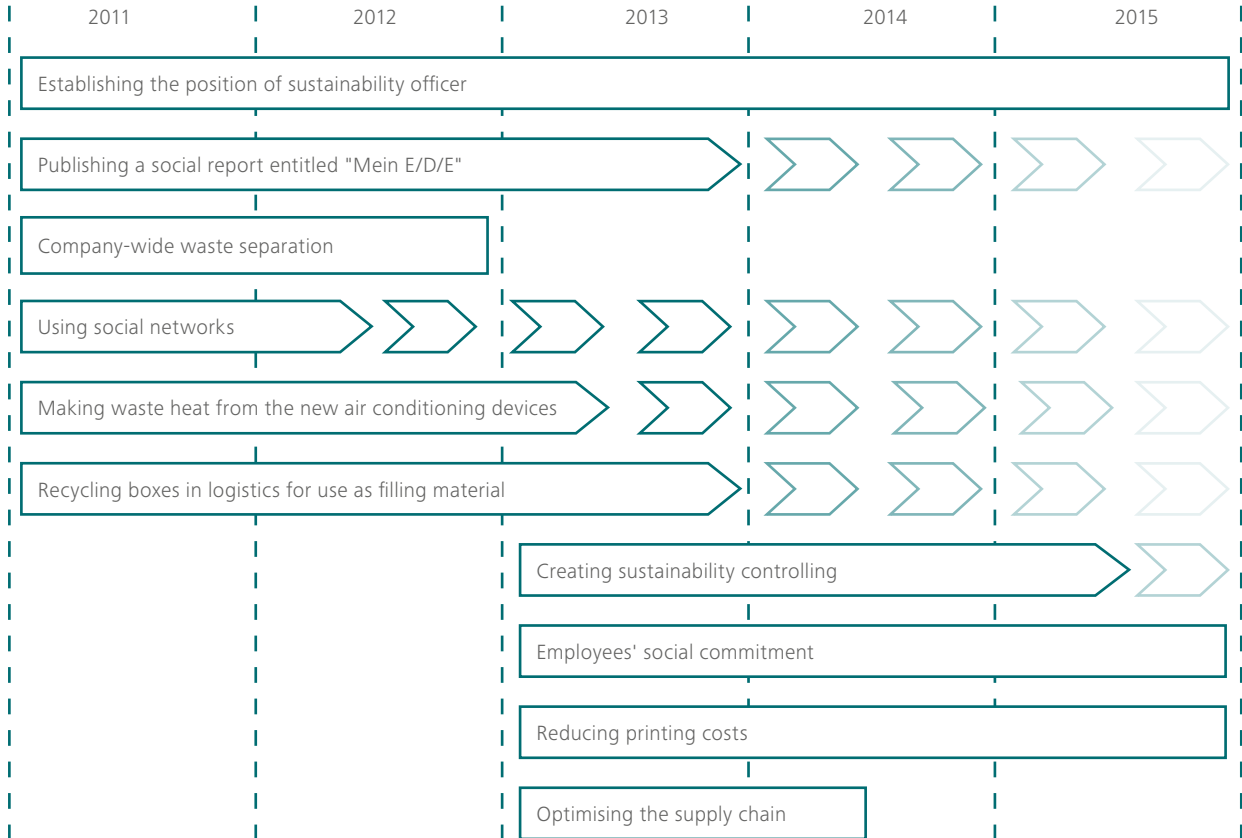 2011 2012 2013 2014 2015
Establishing the position of sustainability officer
Publishing a social report entitled "Mein E/D/E"
Company-wide waste separation
Using social networks
Making waste heat from the new air conditioning devices
Recycling boxes in logistics for use as filling material
Creating sustainability controlling
Employees' social commitment
Reducing printing costs
Optimising the supply chain